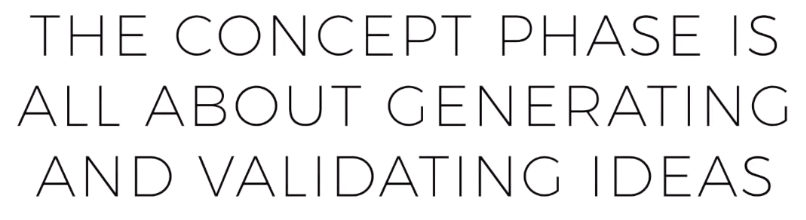 THE CONCEPT PHASE IS
ALL ABOUT GENERATING
AND VALIDATING IDEAS